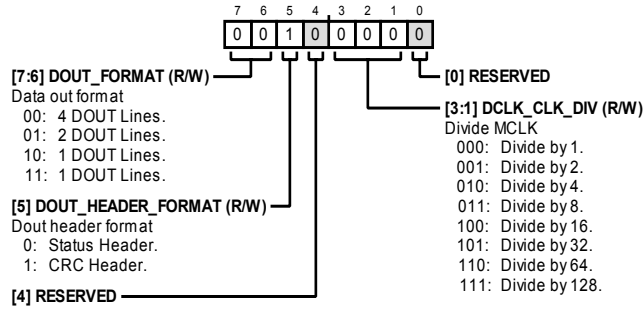 7 6 5 4 3 2 1 0
0 0 1 0 0 0 0 0
[7:6] DOUT_FORMAT (R/W)
Data out format
00: 4 DOUT Lines.
01: 2 DOUT Lines.
10: 1 DOUT Lines.
11: 1 DOUT Lines.
[5] DOUT_HEADER_FORMAT (R/W)
Dout header format
0: Status Header.
1: CRC Header.
[4] RESERVED
[0] RESERVED
[3:1] DCLK_CLK_DIV (R/W)
Divide MCLK
000: Divide by 1.
001: Divide by 2.
010: Divide by 4.
011: Divide by 8.
100: Divide by 16.
101: Divide by 32.
110: Divide by 64.
111: Divide by 128.